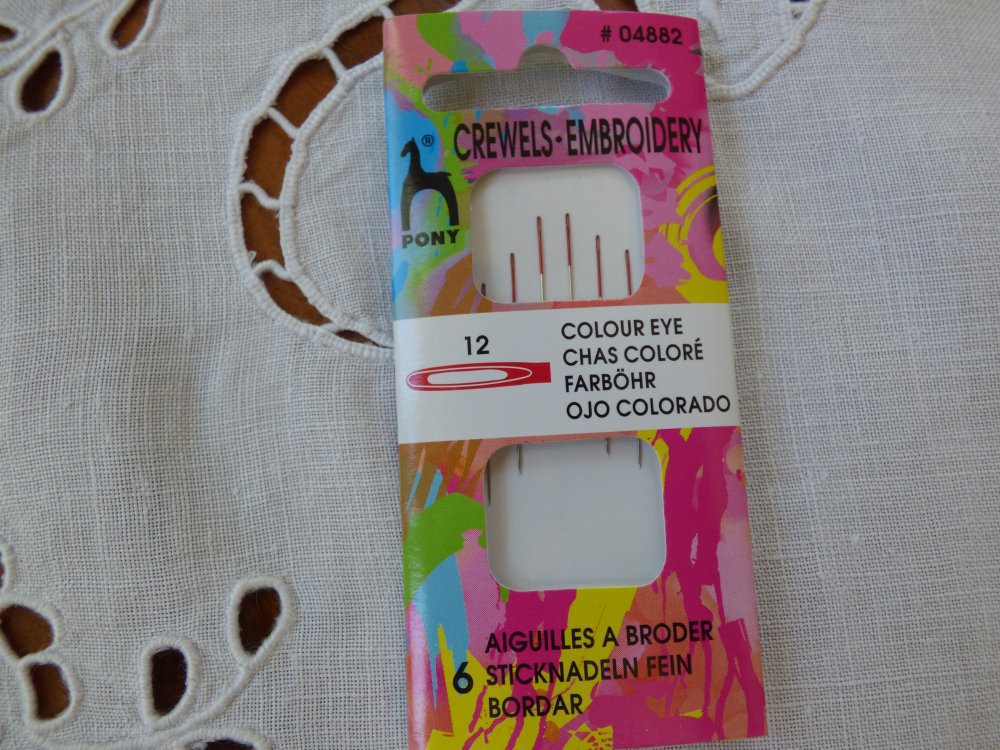 # 04882
CREWELS-EMBROIDERY
®
PONY
12
COLOUR EYE
CHAS COLORÉ
FARBÖHR
OJO COLORADO
AIGUILLES A BRODER
6 STICKNADELN FEIN
BORDAR